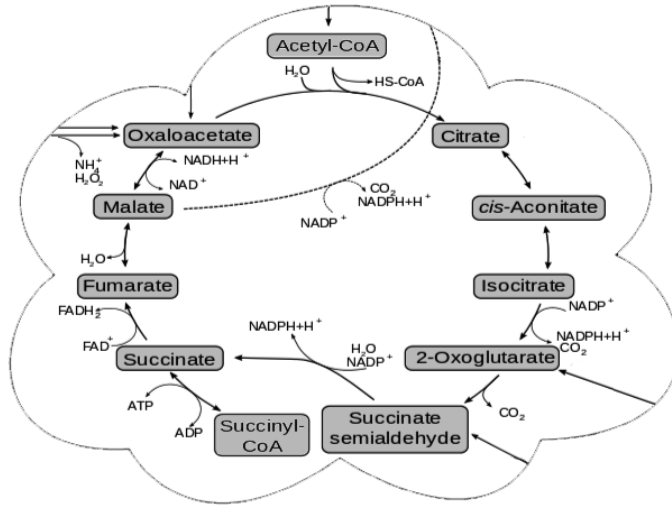 Acetyl-CoA
H₂O
HS-CoA
Oxaloacetate
Citrate
NH₄⁺
H₂O₂
NADH+H⁺
NAD⁺
CO₂
NADPH+H⁺
NADP⁺
Malate
cis-Aconitate
H₂O
Fumarate
Isocitrate
FADH₂
NADP⁺
NADPH+H⁺
NADPH+H⁺
CO₂
FAD⁺
H₂O
NADP⁺
Succinate
2-Oxoglutarate
ATP
ADP
Succinyl-
CoA
Succinate
semialdehyde
CO₂